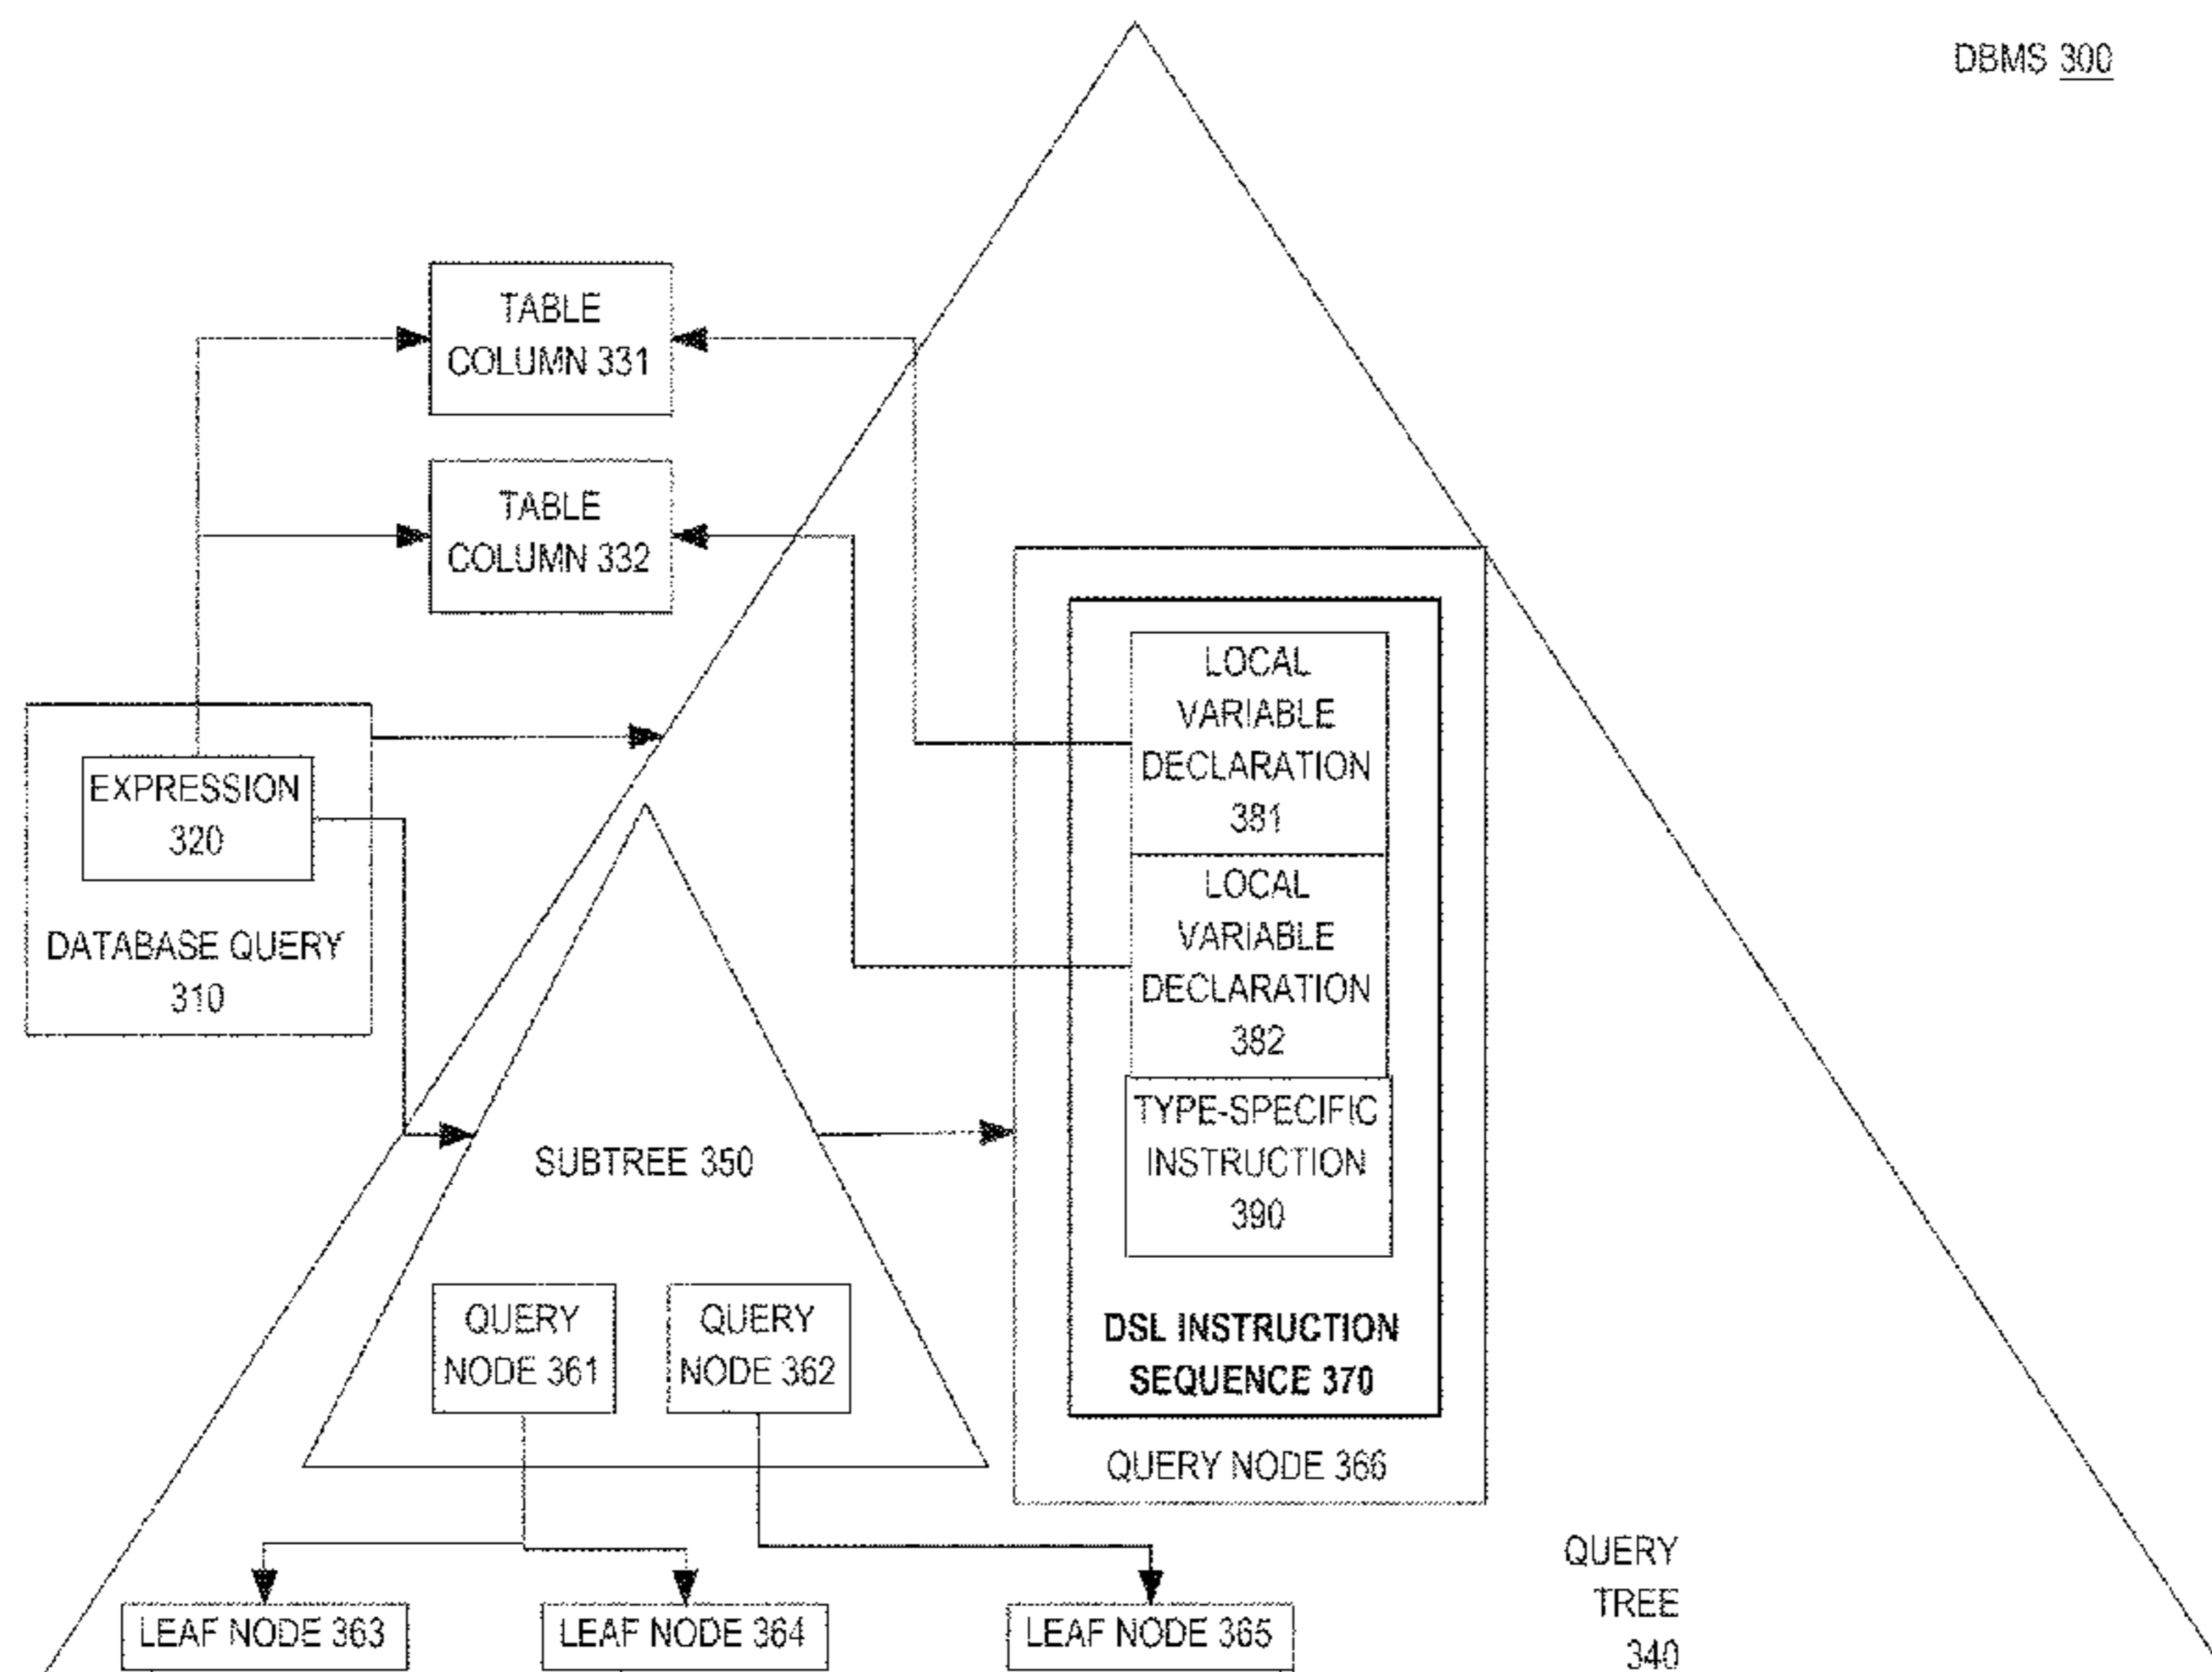 DBMS 300
TABLE
COLUMN 331
TABLE
COLUMN 332
EXPRESSION
320
DATABASE QUERY
310
LOCAL
VARIABLE
DECLARATION
381
LOCAL
VARIABLE
DECLARATION
382
TYPE-SPECIFIC
INSTRUCTION
390
DSL INSTRUCTION
SEQUENCE 370
QUERY NODE 366
SUBTREE 350
QUERY
NODE 361
QUERY
NODE 362
LEAF NODE 363
LEAF NODE 364
LEAF NODE 365
QUERY
TREE
340